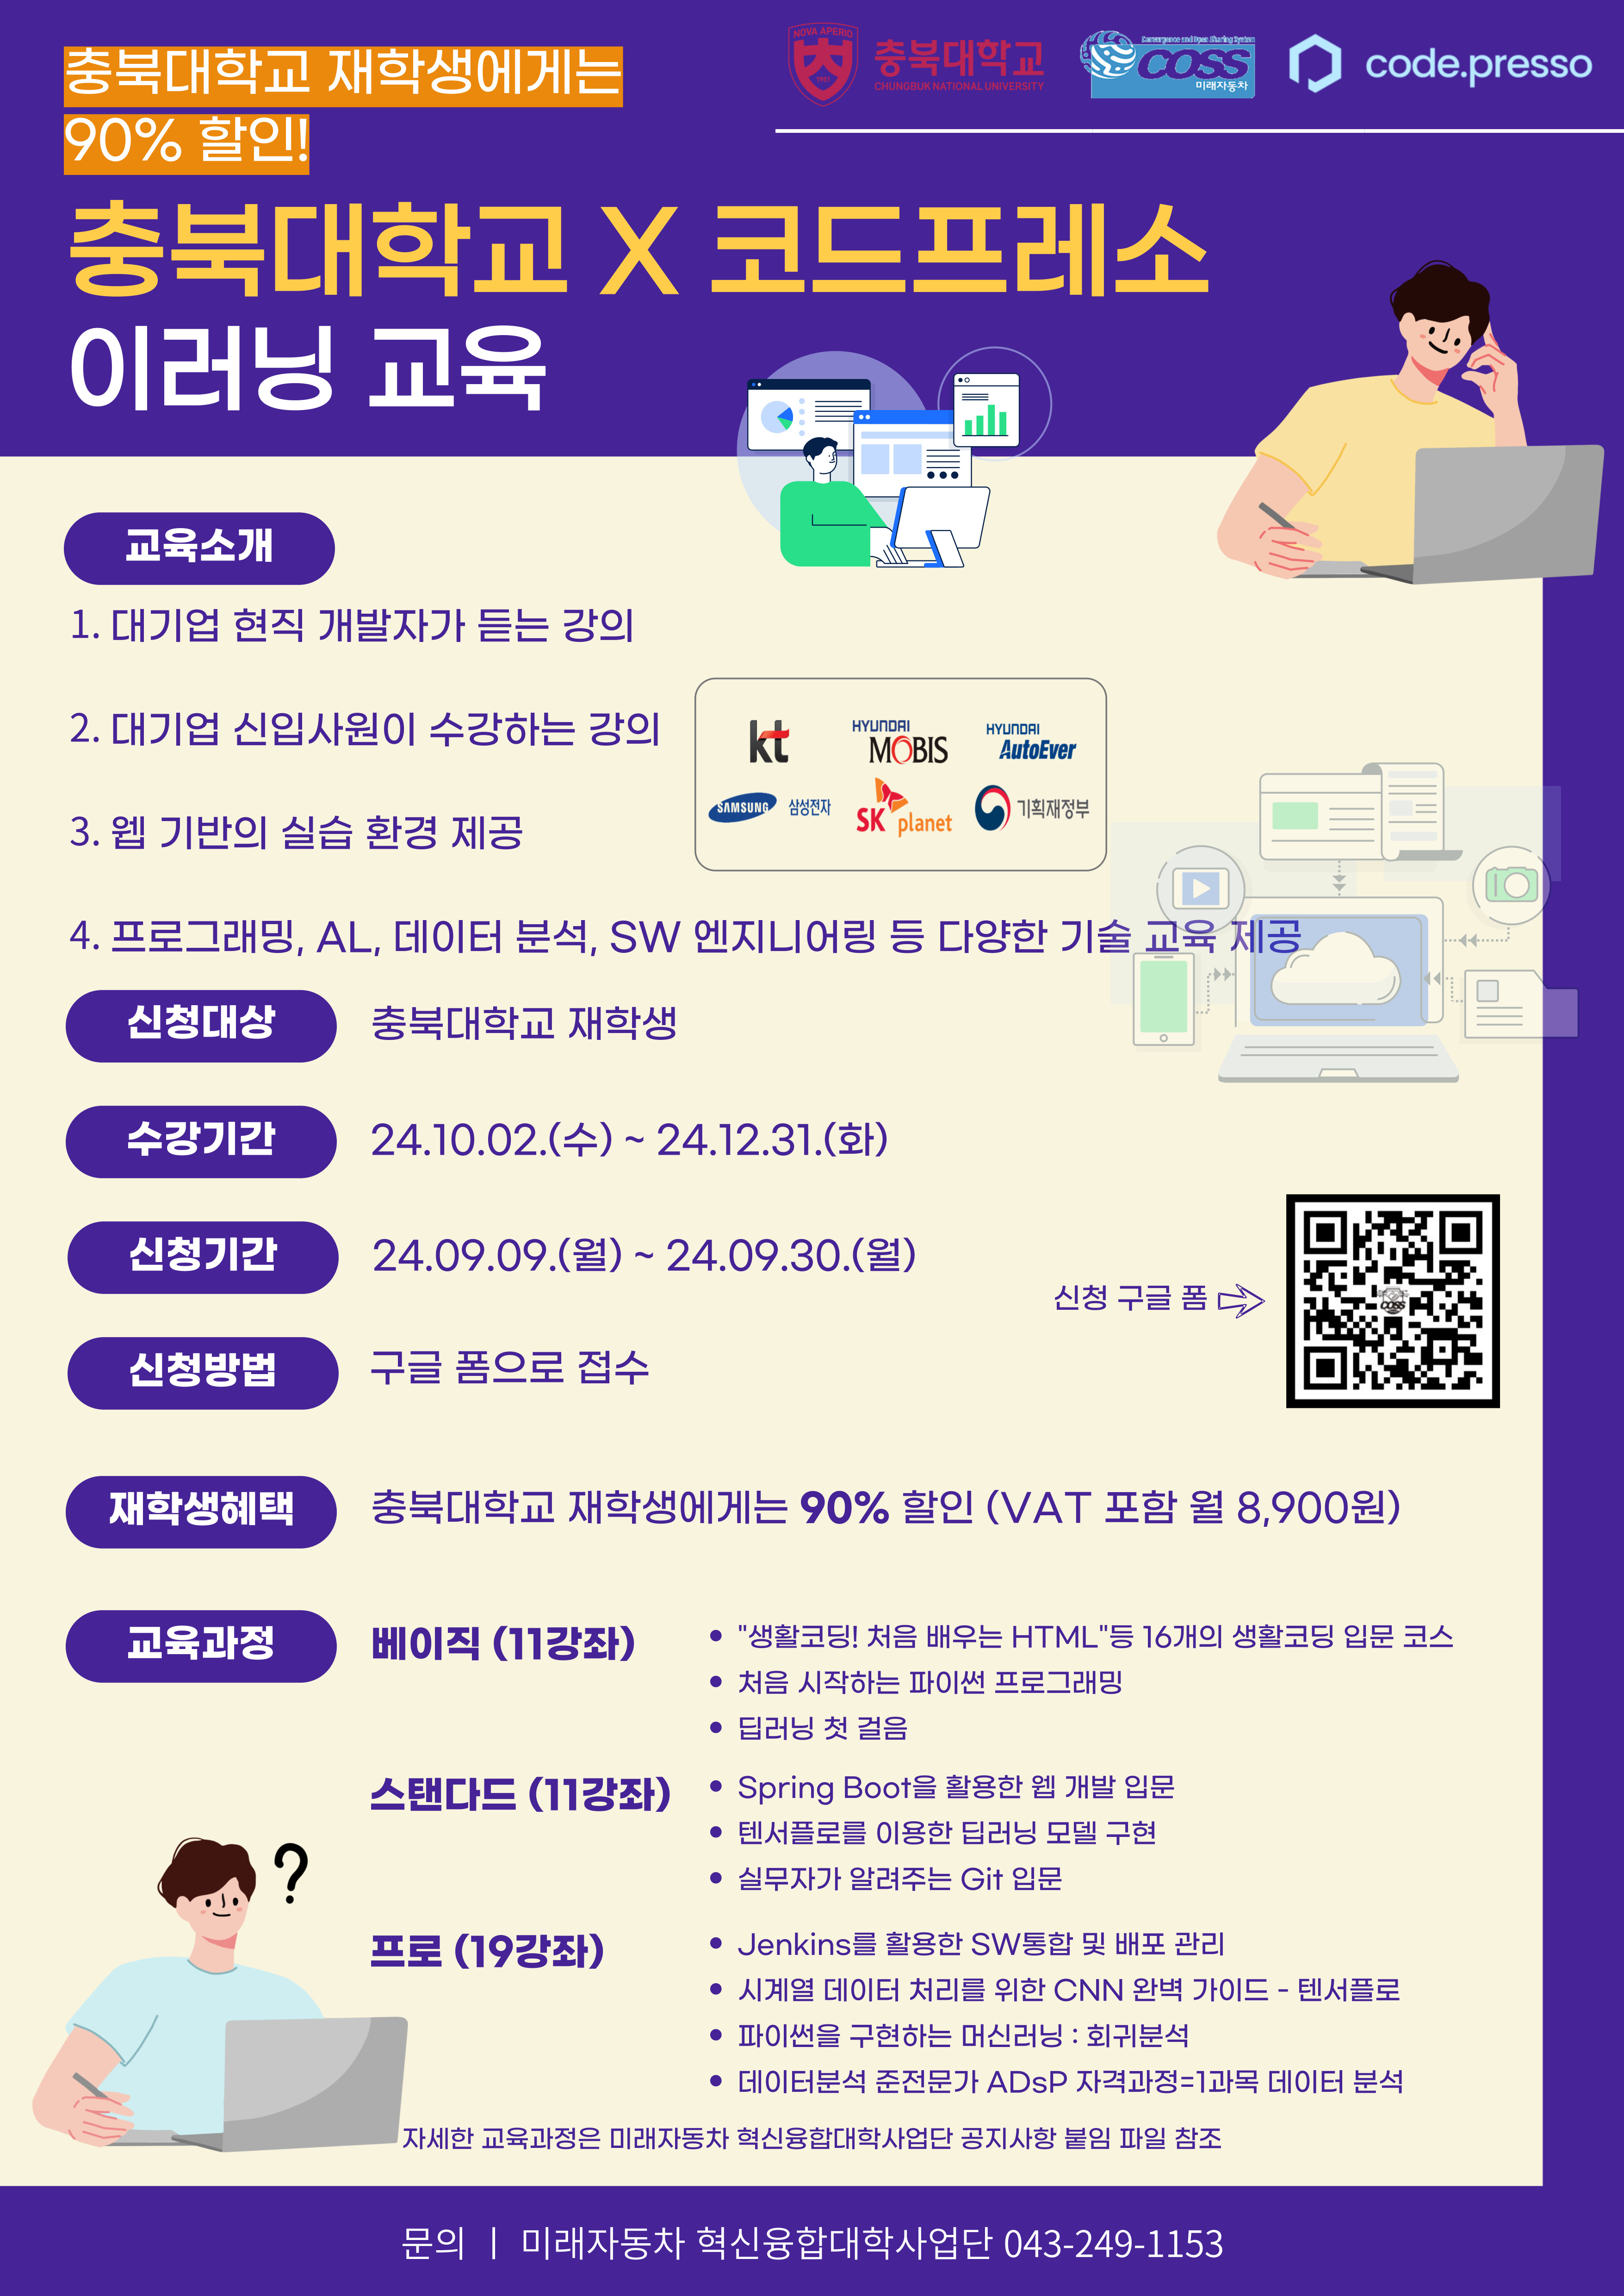 충북대학교 재학생에게는
90% 할인!
NOVA APERIO
1951
충북대학교
CHUNGBUK NATIONAL UNIVERSITY
Convergence and Open Sharing System
COSS
미래자동차
code.presso
충북대학교 X 코드프레소
이러닝 교육
교육소개
1. 대기업 현직 개발자가 듣는 강의
2. 대기업 신입사원이 수강하는 강의
3. 웹 기반의 실습 환경 제공
kt
HYUNDAI
MOBIS
HYUNDAI
AutoEver
SAMSUNG 삼성전자
SK planet
기획재정부
4. 프로그래밍, AL, 데이터 분석, SW 엔지니어링 등 다양한 기술 교육 제공
신청대상 충북대학교 재학생
수강기간 24.10.02.(수) ~ 24.12.31.(화)
신청기간 24.09.09.(월) ~ 24.09.30.(월)
신청 구글 폼
COSS
신청방법 구글 폼으로 접수
재학생혜택 충북대학교 재학생에게는 90% 할인 (VAT 포함 월 8,900원)
교육과정
베이직 (11강좌)
• "생활코딩! 처음 배우는 HTML"등 16개의 생활코딩 입문 코스
• 처음 시작하는 파이썬 프로그래밍
• 딥러닝 첫 걸음
스탠다드 (11강좌)
• Spring Boot을 활용한 웹 개발 입문
• 텐서플로를 이용한 딥러닝 모델 구현
• 실무자가 알려주는 Git 입문
?
프로 (19강좌)
• Jenkins를 활용한 SW통합 및 배포 관리
• 시계열 데이터 처리를 위한 CNN 완벽 가이드 - 텐서플로
• 파이썬을 구현하는 머신러닝 : 회귀분석
• 데이터분석 준전문가 ADsP 자격과정=1과목 데이터 분석
자세한 교육과정은 미래자동차 혁신융합대학사업단 공지사항 붙임 파일 참조
문의 | 미래자동차 혁신융합대학사업단 043-249-1153